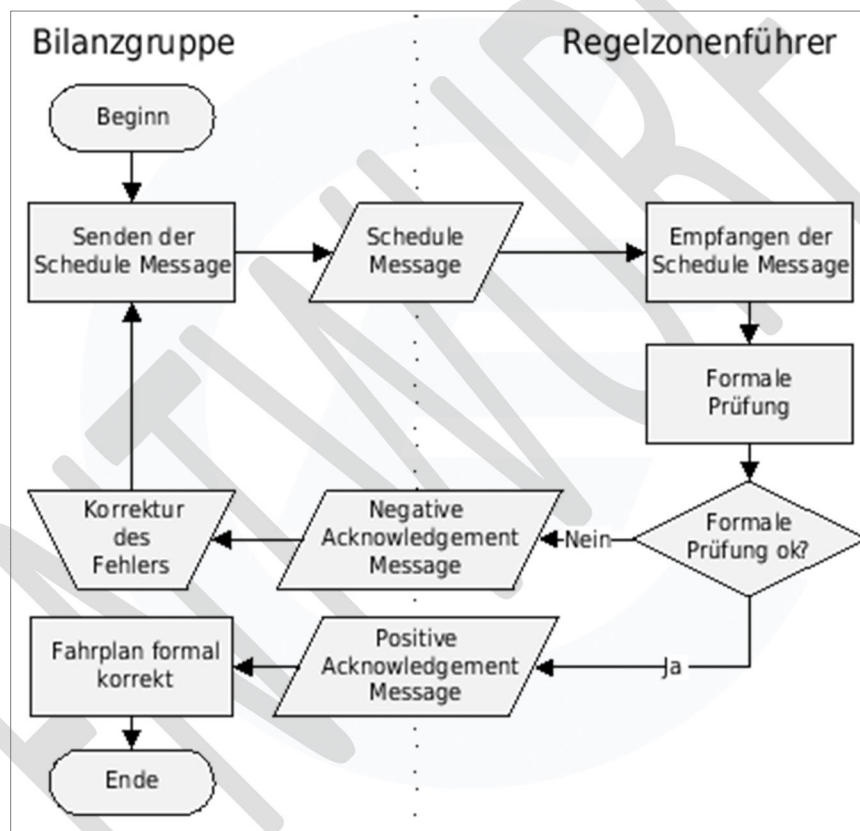 Bilanzgruppe
Regelzonenführer
Beginn
Senden der
Schedule Message
Schedule
Message
Empfangen der
Schedule Message
Formale
Prüfung
Formale
Prüfung ok?
Nein
Negative
Acknowledgement
Message
Korrektur
des
Fehlers
Ja
Positive
Acknowledgement
Message
Fahrplan formal
korrekt
Ende
ENTWURF